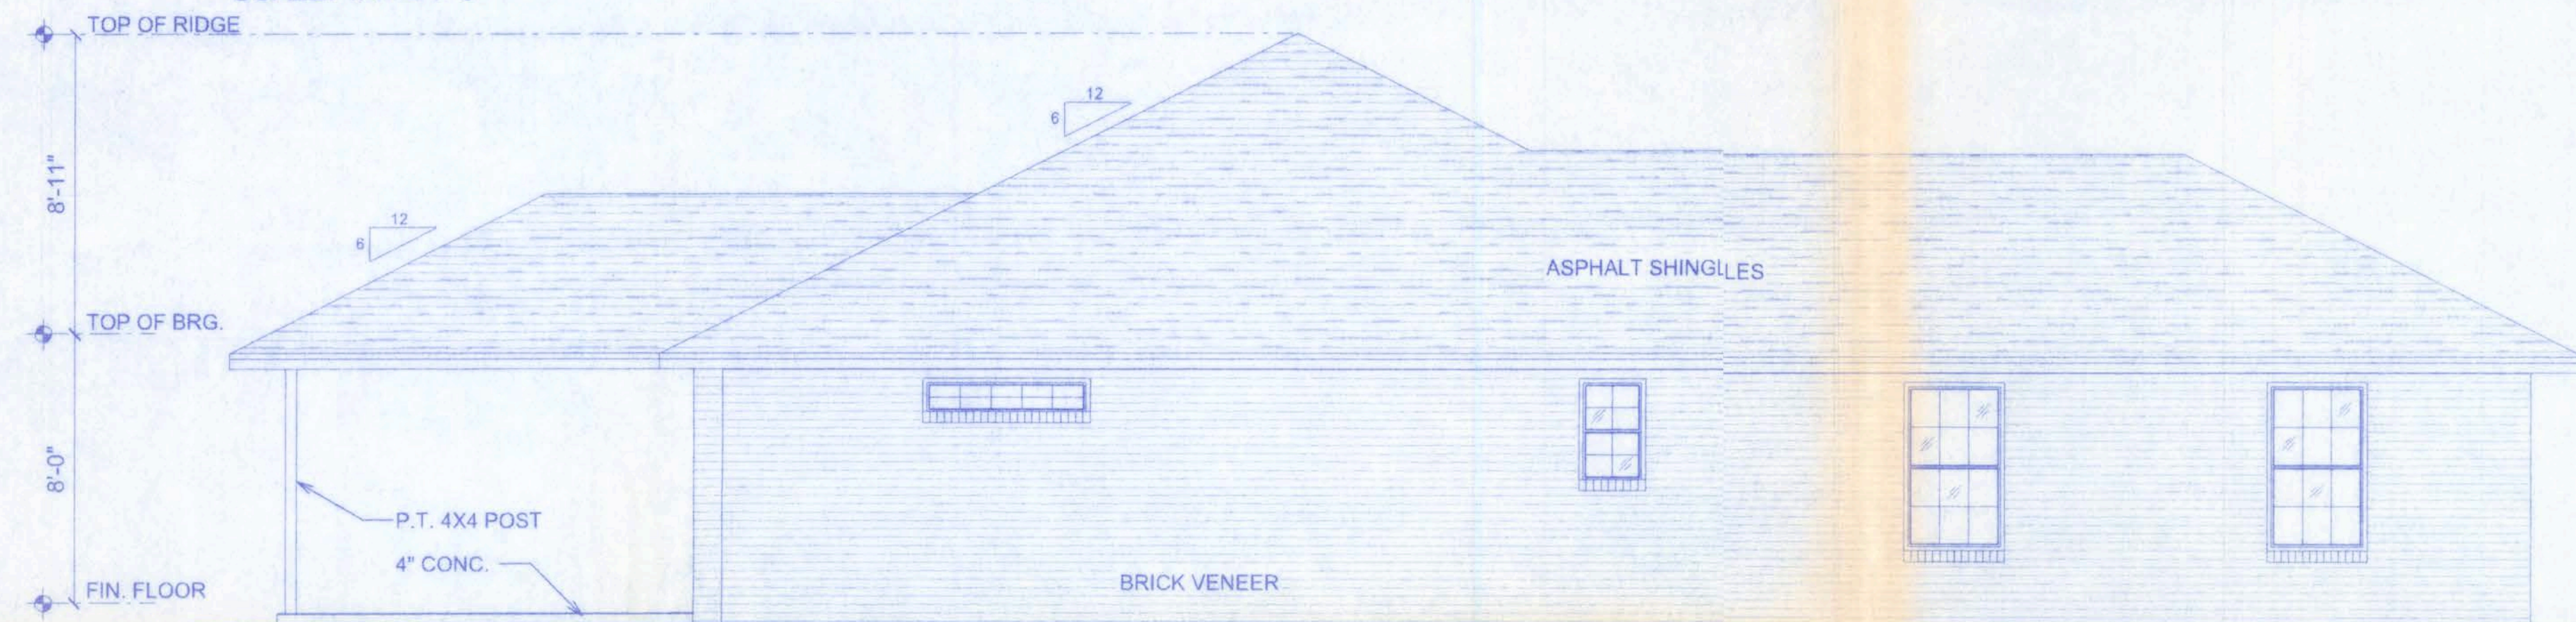 TOP OF RIDGE
12
6
8'-11"
12
6
ASPHALT SHINGLES
TOP OF BRG.
8'-0"
P.T. 4X4 POST
4" CONC.
FIN. FLOOR
BRICK VENEER